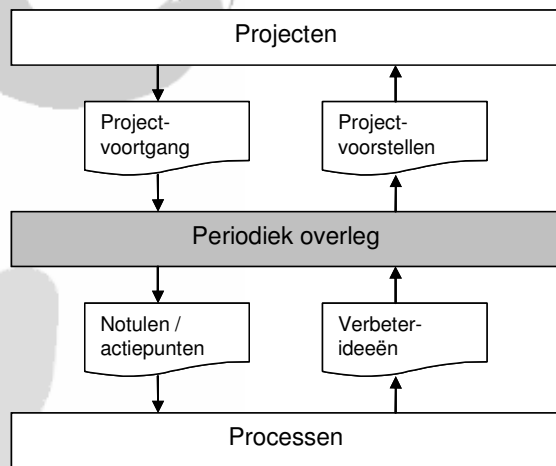 Projecten
Project-
voortgang
Project-
voorstellen
Periodiek overleg
Notulen /
actiepunten
Verbeter-
ideeën
Processen